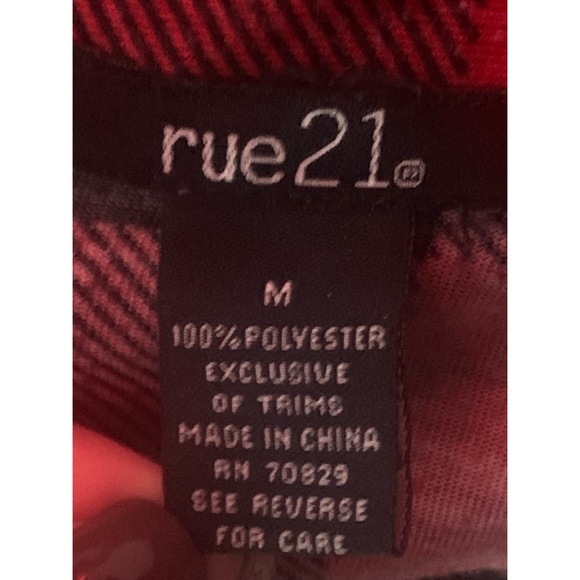 rue21®
M
100% POLYESTER
EXCLUSIVE
OF TRIMS
MADE IN CHINA
RN 70829
SEE REVERSE
FOR CARE